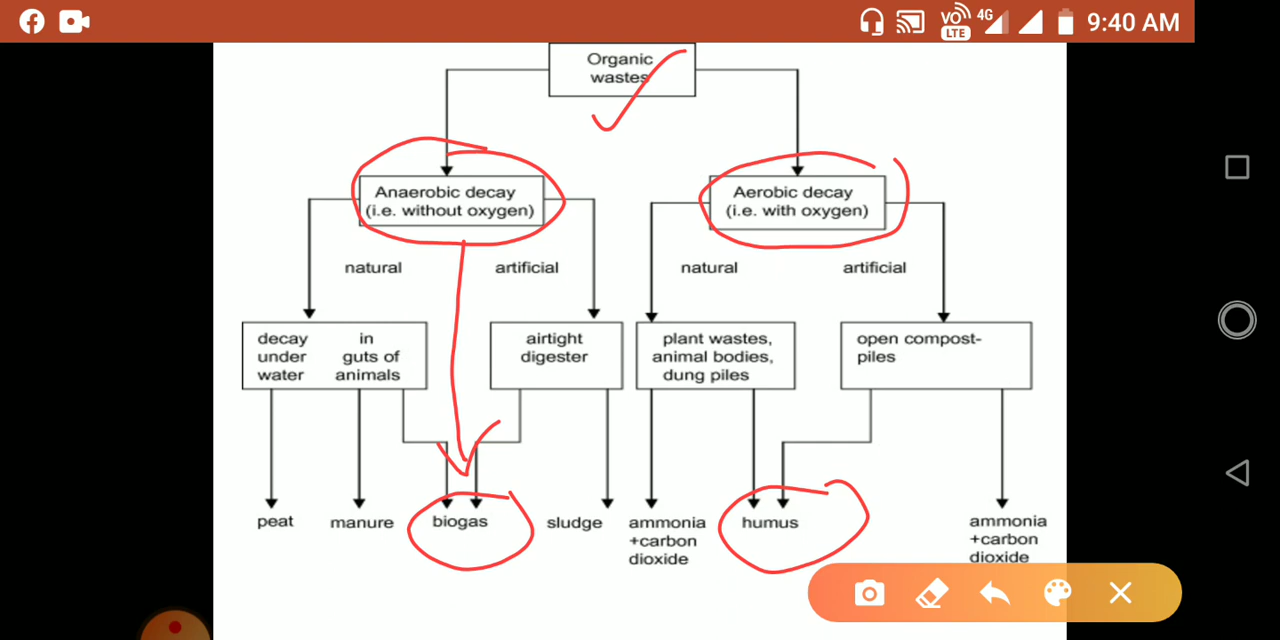 VO 4G
LTE
9:40 AM
Organic
wastes
Anaerobic decay
(i.e. without oxygen)
Aerobic decay
(i.e. with oxygen)
natural
artificial
natural
artificial
decay in
under guts of
water animals
airtight
digester
plant wastes,
animal bodies,
dung piles
open compost-
piles
peat
manure
biogas
sludge
ammonia
+carbon
dioxide
humus
ammonia
+carbon
dioxide